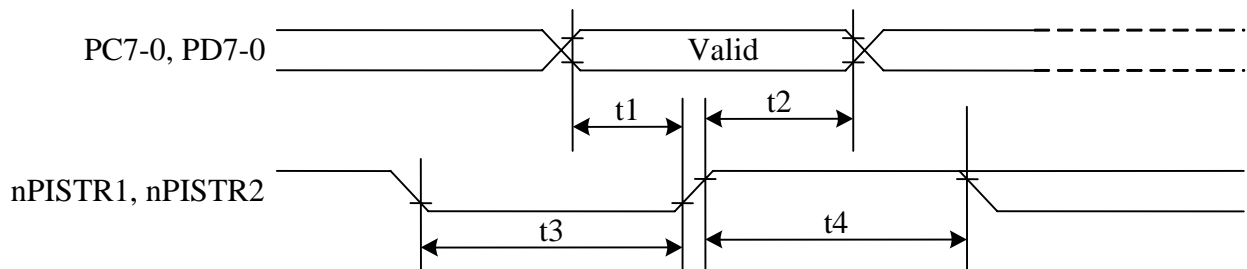 PC7-0, PD7-0
Valid
t1
t2
nPISTR1, nPISTR2
t3
t4